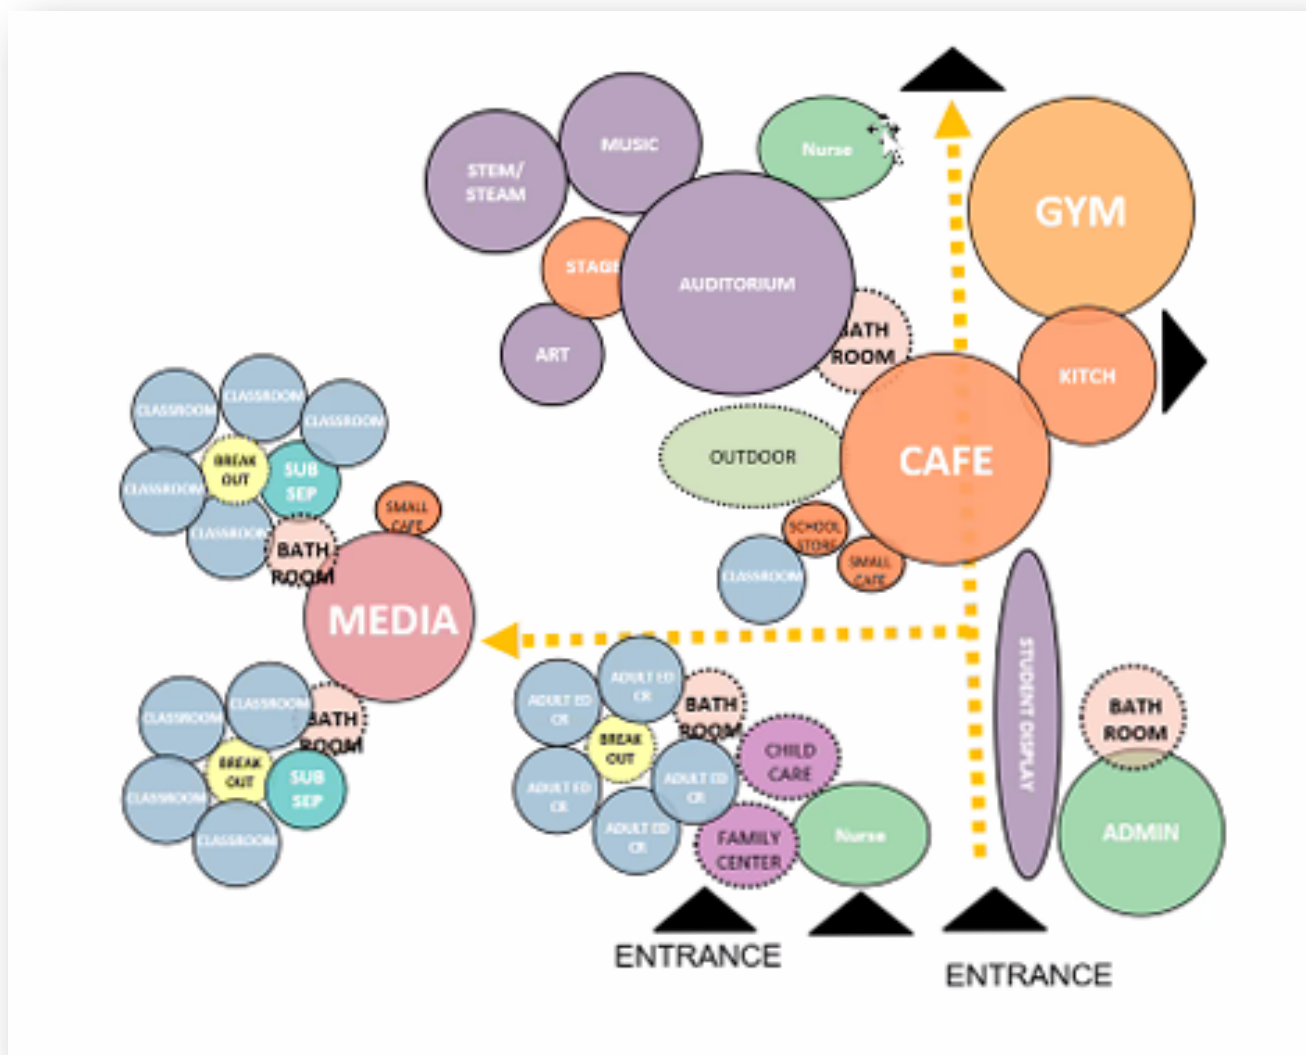 MUSIC
STEM/
STEAM
Nurse
GYM
STAGE
AUDITORIUM
ART
BATH
ROOM
KITCH
CAFE
OUTDOOR
SCHOOL
STORE
SMALL
CAFE
CLASSROOM
CLASSROOM
CLASSROOM
CLASSROOM
CLASSROOM
BREAK
OUT
SUB
SEP
CLASSROOM
BATH
ROOM
SMALL
CAFE
MEDIA
CLASSROOM
CLASSROOM
BATH
ROOM
BREAK
OUT
SUB
SEP
CLASSROOM
CLASSROOM
ADULT ED
CR
ADULT ED
CR
BATH
ROOM
BREAK
OUT
ADULT ED
CR
ADULT ED
CR
ADULT ED
CR
CHILD
CARE
FAMILY
CENTER
Nurse
STUDENT DISPLAY
BATH
ROOM
ADMIN
ENTRANCE
ENTRANCE